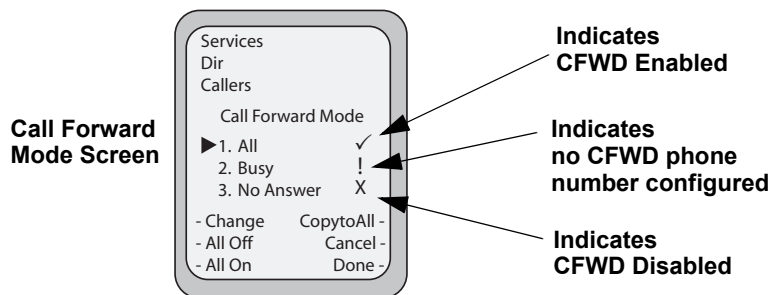 Call Forward
Mode Screen
Services
Dir
Callers
Call Forward Mode
1. All ✓
2. Busy !
3. No Answer X
- Change CopytoAll -
- All Off Cancel -
- All On Done -
Indicates
CFWD Enabled
Indicates
no CFWD phone
number configured
Indicates
CFWD Disabled